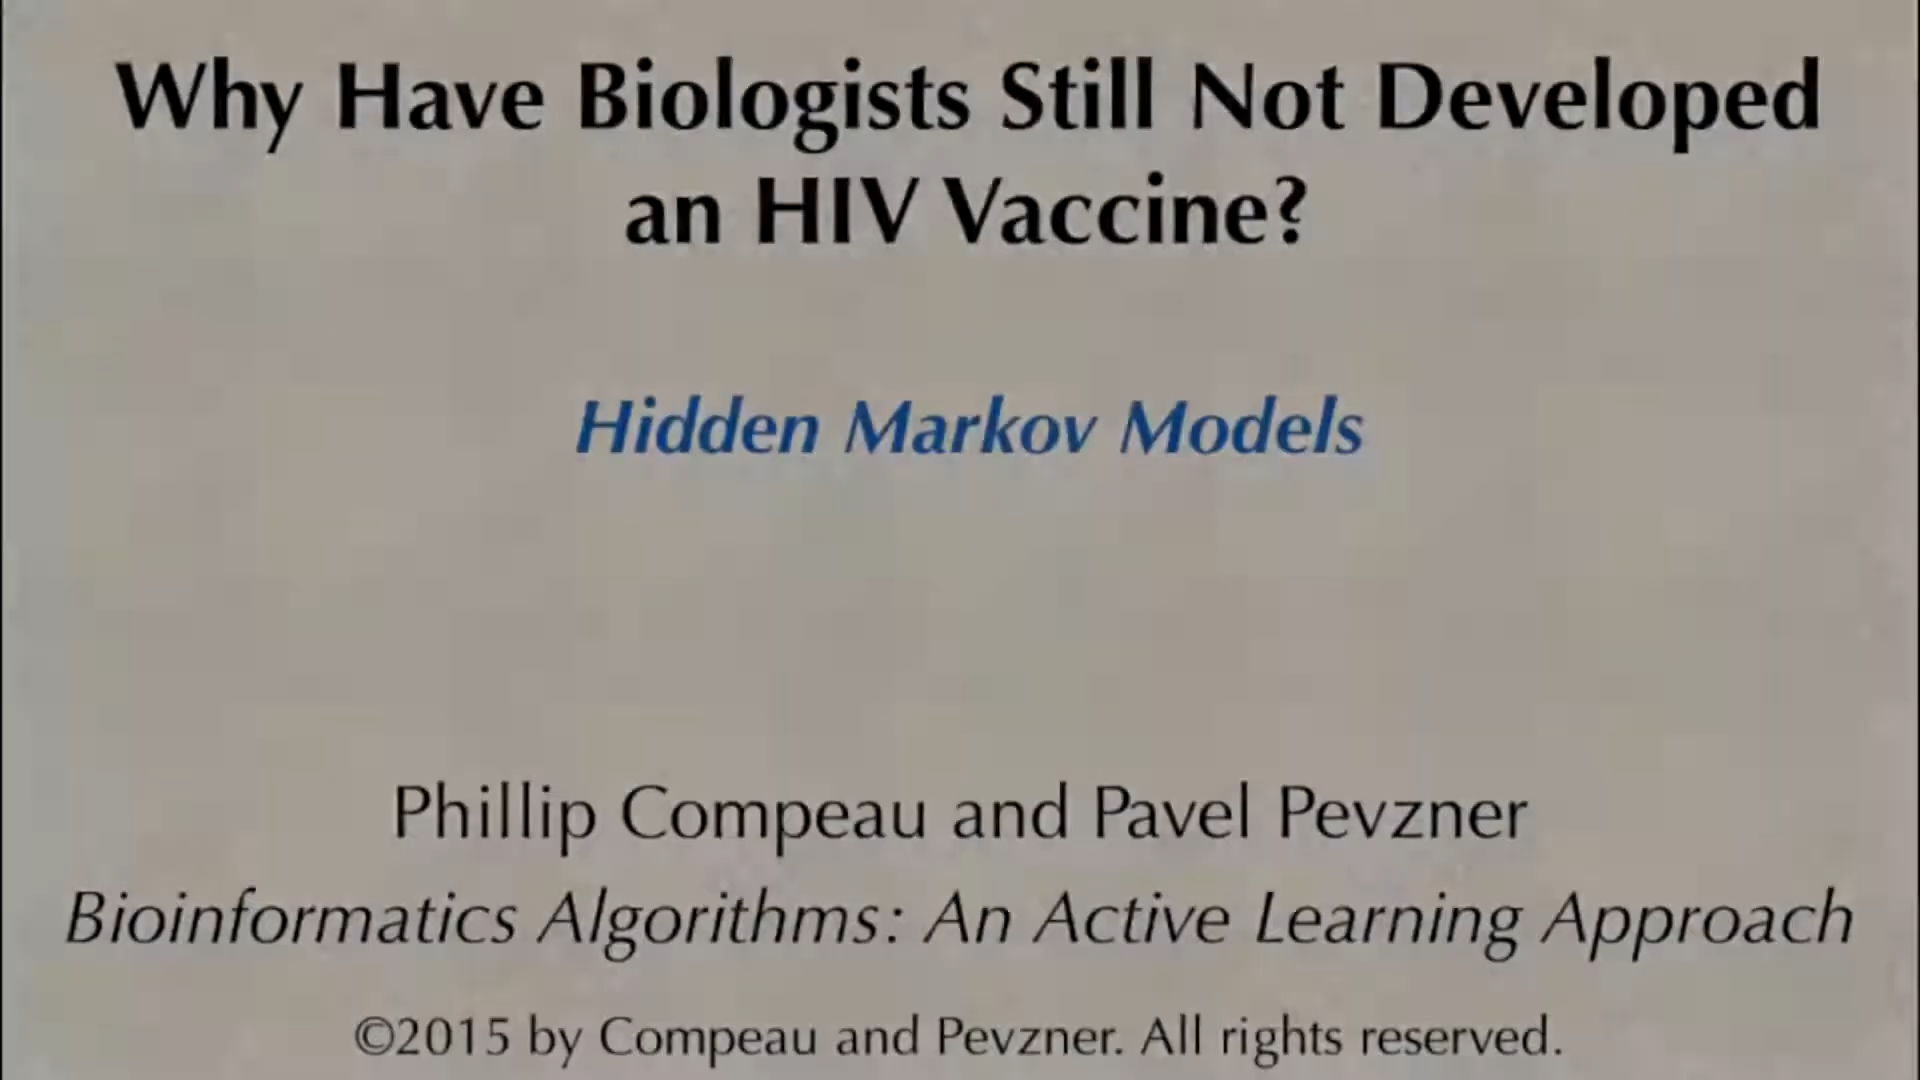 Why Have Biologists Still Not Developed
an HIV Vaccine?
Hidden Markov Models
Phillip Compeau and Pavel Pevzner
Bioinformatics Algorithms: An Active Learning Approach
©2015 by Compeau and Pevzner. All rights reserved.